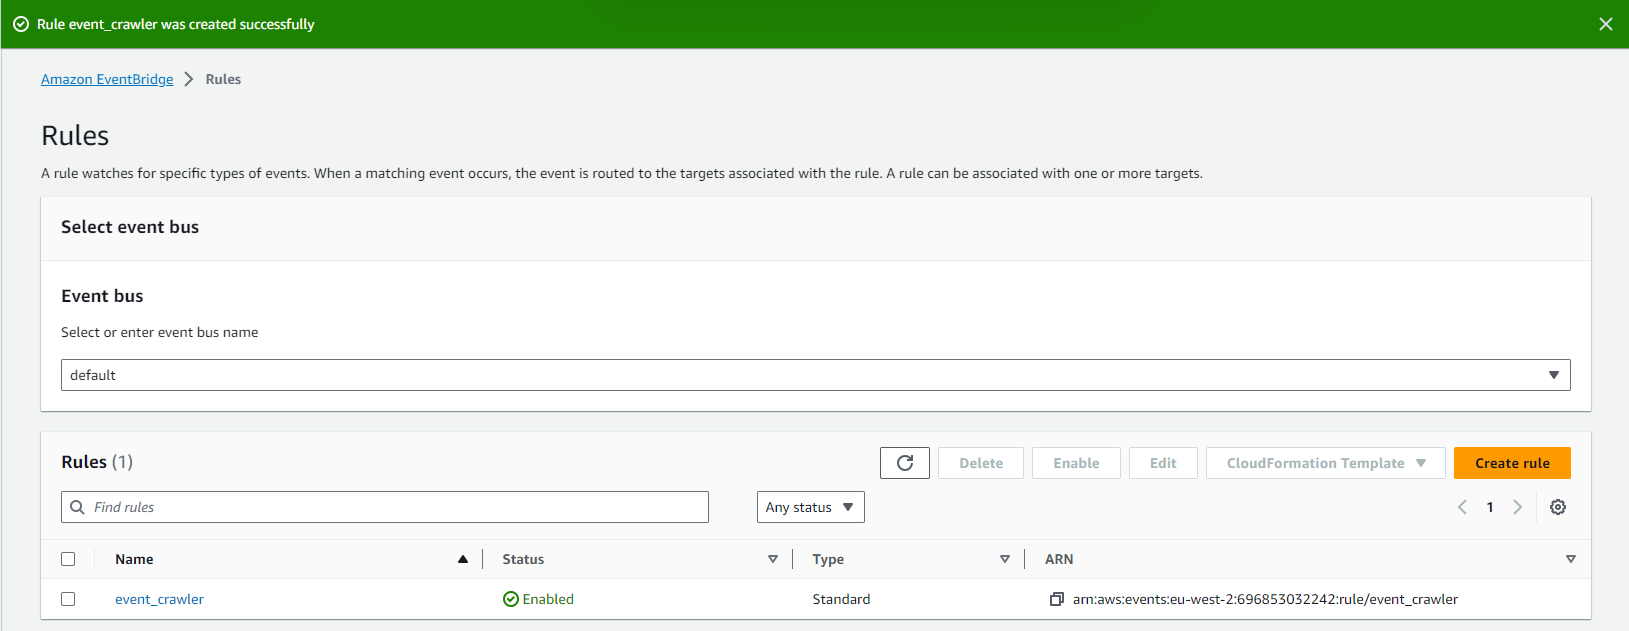 Rule event_crawler was created successfully
Amazon EventBridge Rules
Rules
A rule watches for specific types of events. When a matching event occurs, the event is routed to the targets associated with the rule. A rule can be associated with one or more targets.
Select event bus
Event bus
Select or enter event bus name
default
Rules (1) Delete Enable Edit CloudFormation Template Create rule
Find rules Any status 1
Name Status Type ARN
event_crawler Enabled Standard arn:aws:events:eu-west-2:696853032242:rule/event_crawler